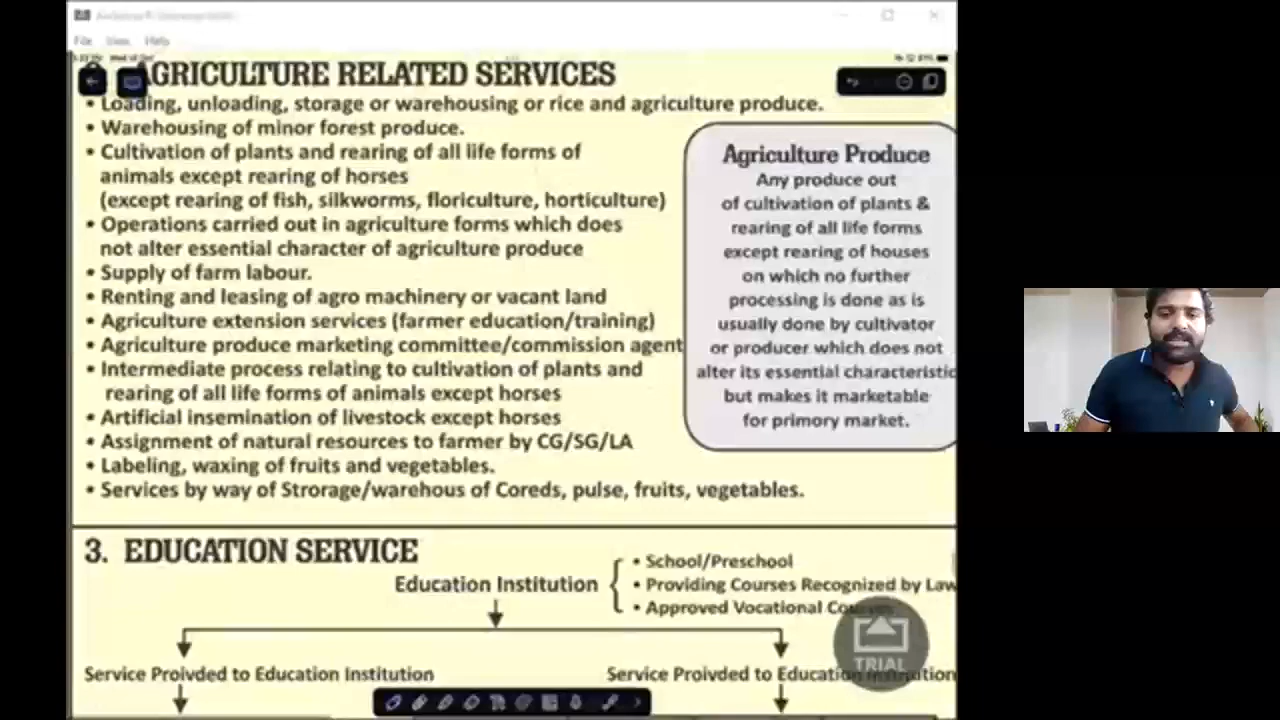 File View Help
AGRICULTURE RELATED SERVICES
• Loading, unloading, storage or warehousing or rice and agriculture produce.
• Warehousing of minor forest produce.
• Cultivation of plants and rearing of all life forms of
animals except rearing of horses
(except rearing of fish, silkworms, floriculture, horticulture)
• Operations carried out in agriculture forms which does
not alter essential character of agriculture produce
• Supply of farm labour.
• Renting and leasing of agro machinery or vacant land
• Agriculture extension services (farmer education/training)
• Agriculture produce marketing committee/commission agent
• Intermediate process relating to cultivation of plants and
rearing of all life forms of animals except horses
• Artificial insemination of livestock except horses
• Assignment of natural resources to farmer by CG/SG/LA
• Labeling, waxing of fruits and vegetables.
• Services by way of Strorage/warehous of Coreds, pulse, fruits, vegetables.
Agriculture Produce
Any produce out
of cultivation of plants &
rearing of all life forms
except rearing of houses
on which no further
processing is done as is
usually done by cultivator
or producer which does not
alter its essential characteristic
but makes it marketable
for primary market.
3. EDUCATION SERVICE
Education Institution
• School/Preschool
• Providing Courses Recognized by Law
• Approved Vocational Courses
TRIAL
Service Proivded to Education Institution
Service Proivded to Education Institution